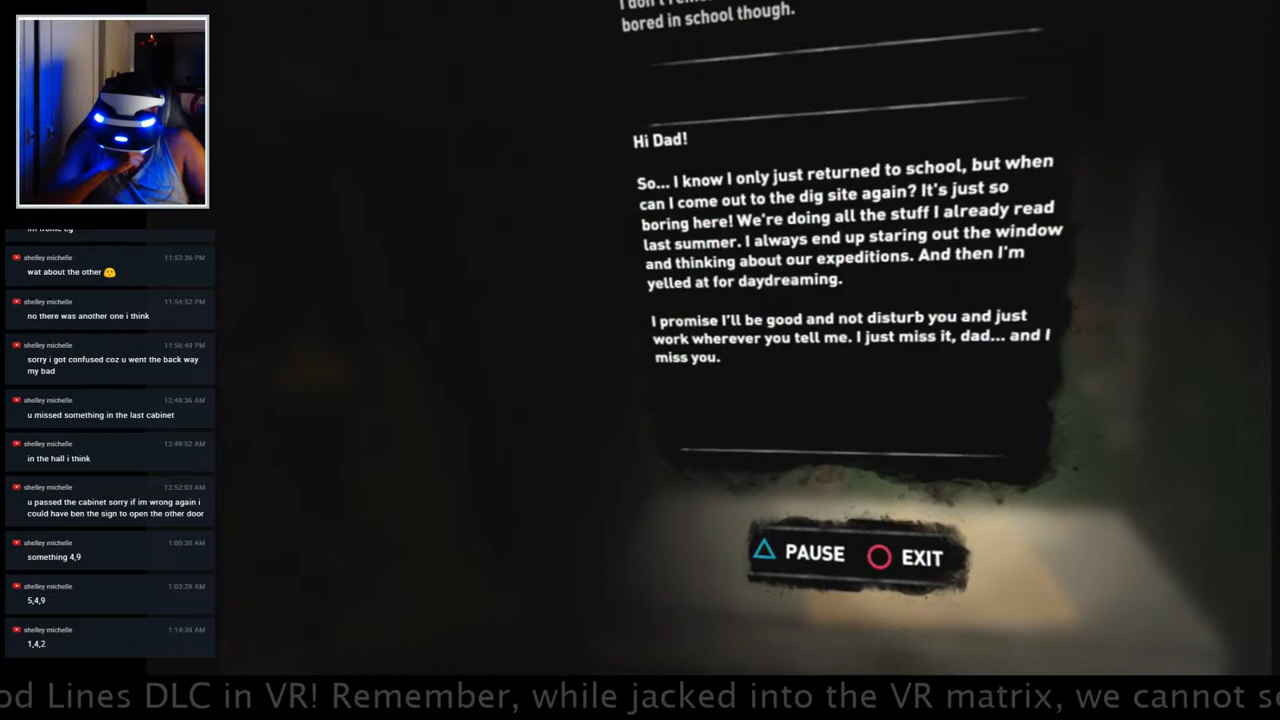 bored in school though.
Hi Dad!
So... I know I only just returned to school, but when
can I come out to the dig site again? It's just so
boring here! We're doing all the stuff I already read
last summer. I always end up staring out the window
and thinking about our expeditions. And then I'm
yelled at for daydreaming.
I promise I'll be good and not disturb you and just
work wherever you tell me. I just miss it, dad... and I
miss you.
PAUSE
EXIT
shelley michelle 11:53:36 PM
wat about the other
shelley michelle 11:54:52 PM
no there was another one i think
shelley michelle 11:56:49 PM
sorry i got confused coz u went the back way
my bad
shelley michelle 12:48:36 AM
u missed something in the last cabinet
shelley michelle 12:49:52 AM
in the hall i think
shelley michelle 12:52:03 AM
u passed the cabinet sorry if im wrong again i
could have ben the sign to open the other door
shelley michelle 1:00:30 AM
something 4,9
shelley michelle 1:03:29 AM
5,4,9
shelley michelle 1:14:39 AM
1,4,2
od Lines DLC in VR! Remember, while jacked into the VR matrix, we cannot se